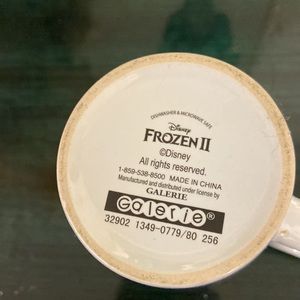 DISHWASHER & MICROWAVE SAFE
Disney
FROZEN II
©Disney
All rights reserved.
1-859-538-8500 MADE IN CHINA
Manufactured and distributed under license by
GALERIE
Galerie®
32902 1349-0779/80 256